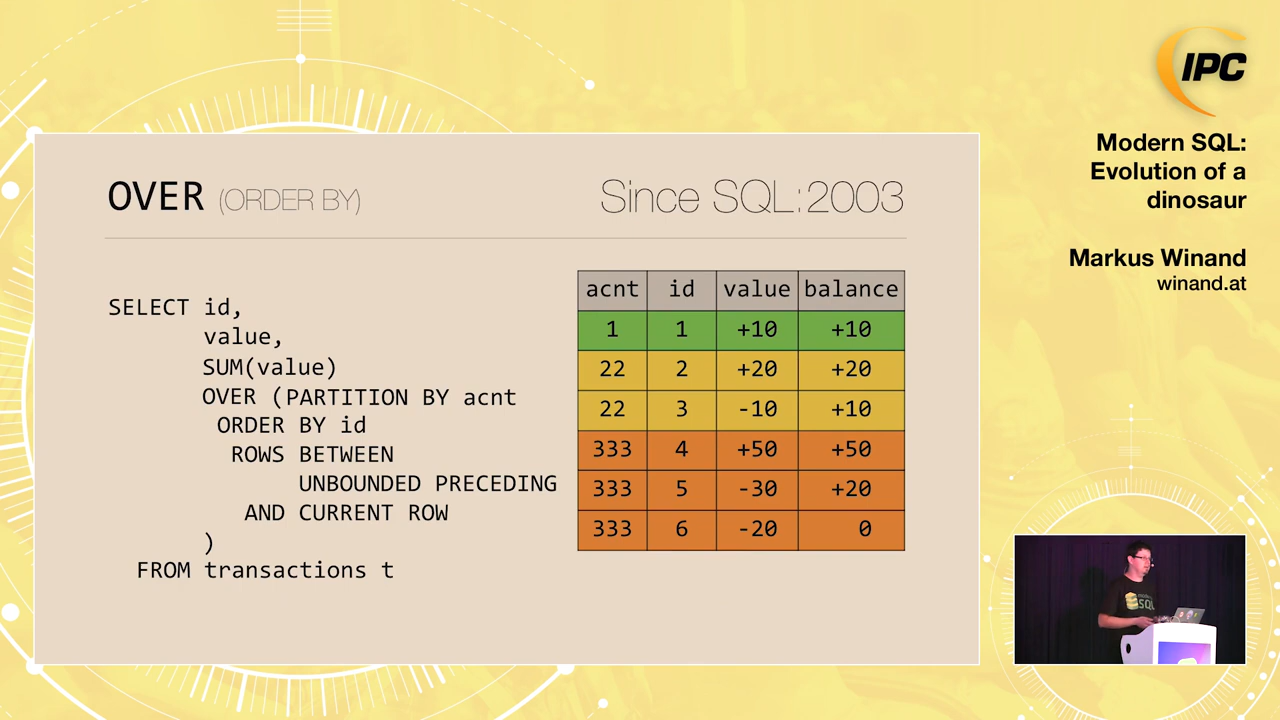 IPC
Modern SQL:
Evolution of a
dinosaur
Markus Winand
winand.at
OVER (ORDER BY) Since SQL:2003
SELECT id,
value,
SUM(value)
OVER (PARTITION BY acnt
ORDER BY id
ROWS BETWEEN
UNBOUNDED PRECEDING
AND CURRENT ROW
)
FROM transactions t
acnt id value balance
1 1 +10 +10
22 2 +20 +20
22 3 -10 +10
333 4 +50 +50
333 5 -30 +20
333 6 -20 0
SQL